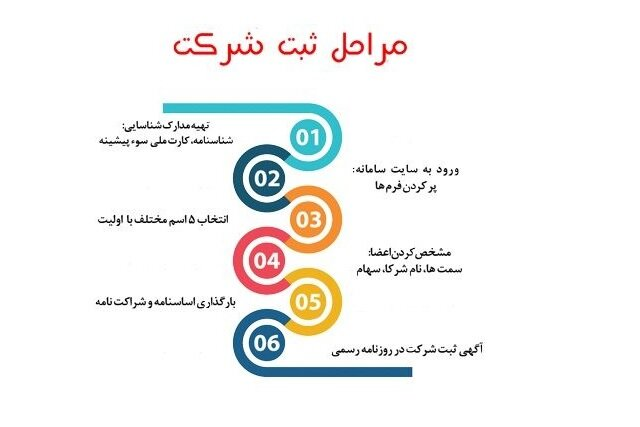 مراحل ثبت شرکت
01
تهیه مدارک شناسایی:
شناسنامه، کارت ملی سوء پیشینه
02
ورود به سایت سامانه:
پر کردن فرم‌ها
03
انتخاب ۵ اسم مختلف با اولیت
04
مشخص کردن اعضا:
سمت ها، نام شرکا، سهام
05
بارگذاری اساسنامه و شراکت نامه
06
آگهی ثبت شرکت در روزنامه رسمی